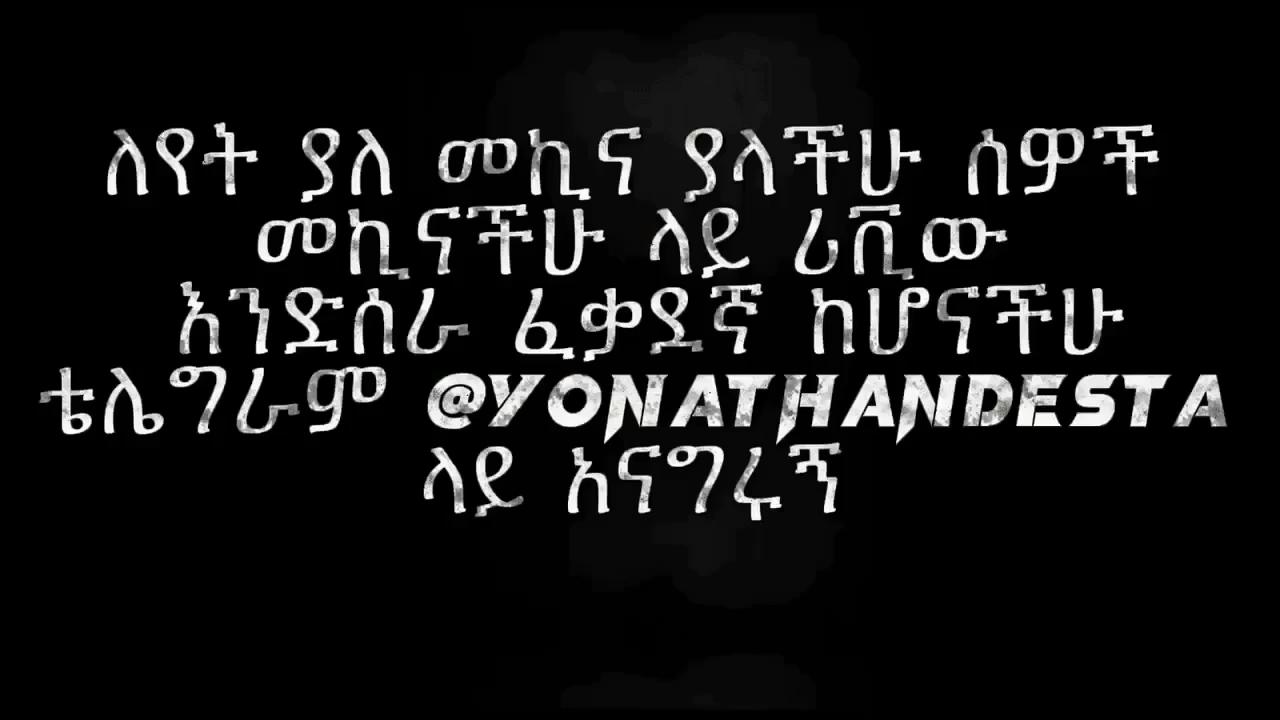 ለየት ያለ መኪና ያላችሁ ሰዎች
መኪናችሁ ላይ ሪቪው
እንድሰራ ፈቃደኛ ከሆናችሁ
ቴሌግራም @YONATHANDESTA
ላይ አናግሩኝ